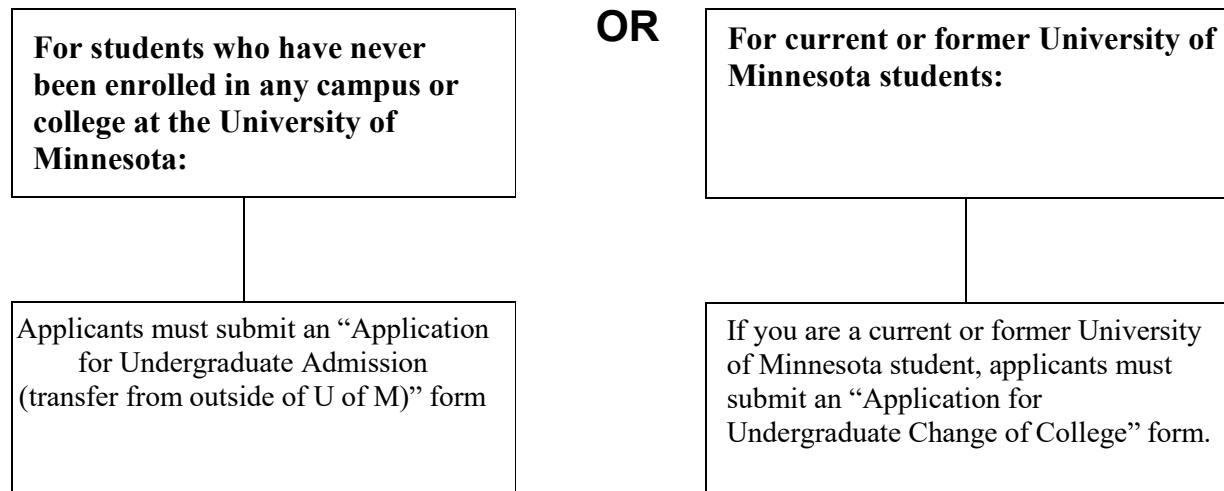 For students who have never
been enrolled in any campus or
college at the University of
Minnesota:
OR
For current or former University of
Minnesota students:
Applicants must submit an “Application
for Undergraduate Admission
(transfer from outside of U of M)” form
If you are a current or former University
of Minnesota student, applicants must
submit an “Application for
Undergraduate Change of College” form.